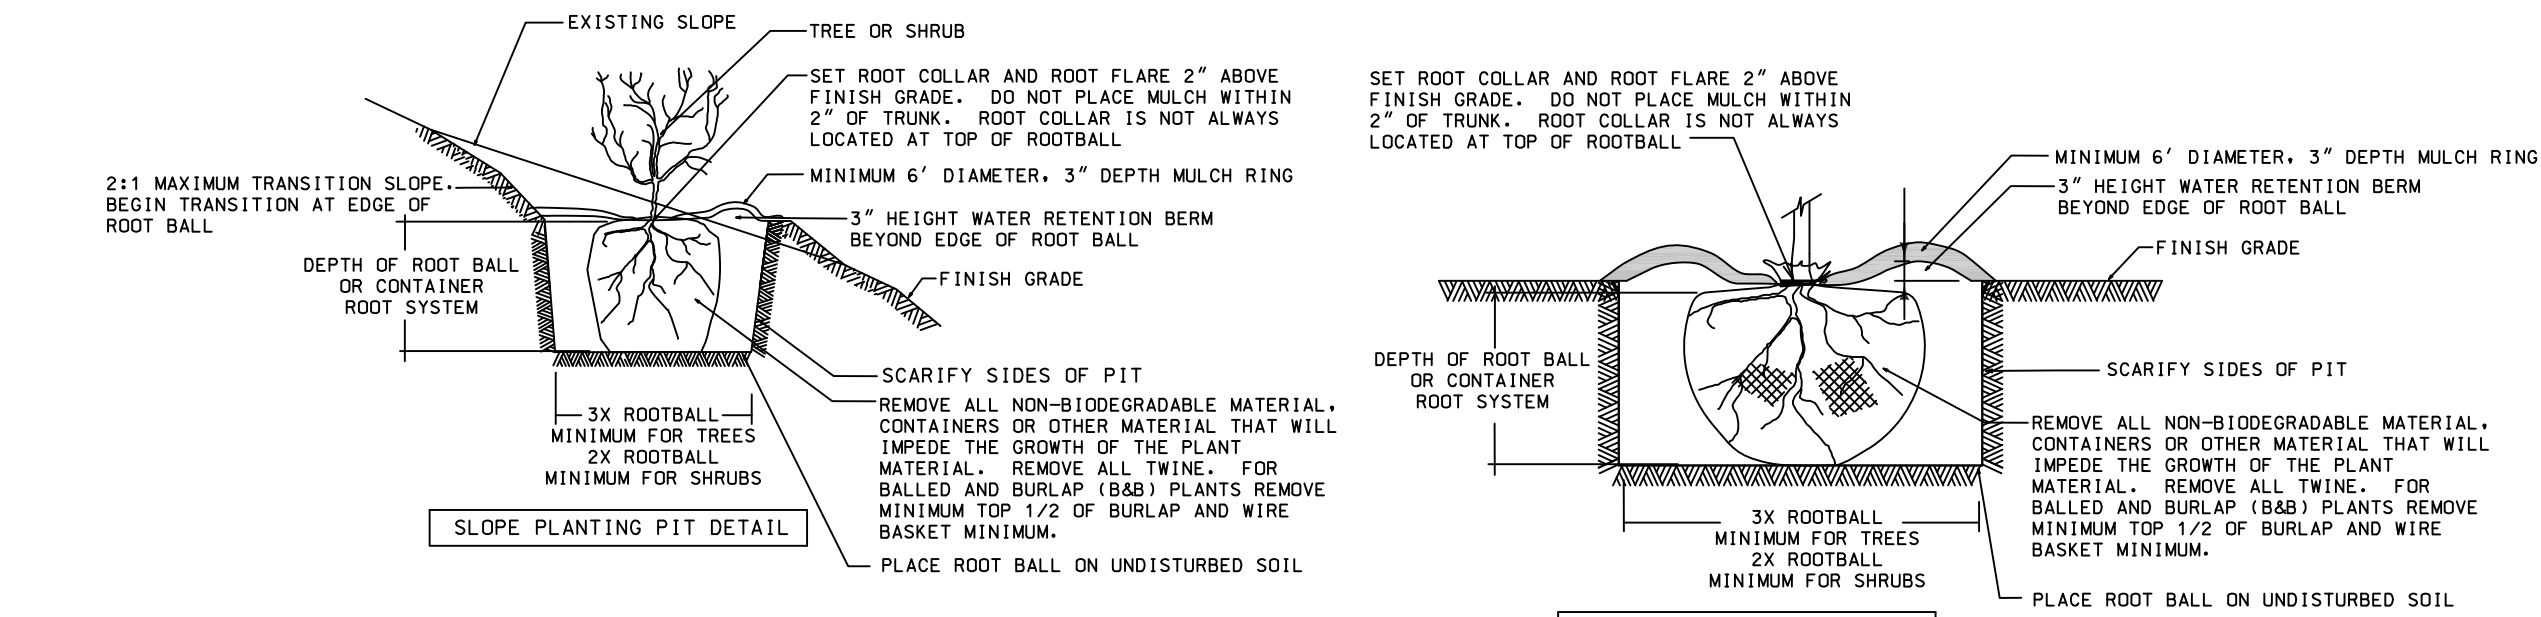 EXISTING SLOPE
TREE OR SHRUB
SET ROOT COLLAR AND ROOT FLARE 2" ABOVE
FINISH GRADE.  DO NOT PLACE MULCH WITHIN
2" OF TRUNK.  ROOT COLLAR IS NOT ALWAYS
LOCATED AT TOP OF ROOTBALL
MINIMUM 6' DIAMETER, 3" DEPTH MULCH RING
2:1 MAXIMUM TRANSITION SLOPE.
BEGIN TRANSITION AT EDGE OF
ROOT BALL
3" HEIGHT WATER RETENTION BERM
BEYOND EDGE OF ROOT BALL
DEPTH OF ROOT BALL
OR CONTAINER
ROOT SYSTEM
FINISH GRADE
SCARIFY SIDES OF PIT
REMOVE ALL NON-BIODEGRADABLE MATERIAL,
CONTAINERS OR OTHER MATERIAL THAT WILL
IMPEDE THE GROWTH OF THE PLANT
MATERIAL.  REMOVE ALL TWINE.  FOR
BALLED AND BURLAP (B&B) PLANTS REMOVE
MINIMUM TOP 1/2 OF BURLAP AND WIRE
BASKET MINIMUM.
3X ROOTBALL
MINIMUM FOR TREES
2X ROOTBALL
MINIMUM FOR SHRUBS
SLOPE PLANTING PIT DETAIL
PLACE ROOT BALL ON UNDISTURBED SOIL
SET ROOT COLLAR AND ROOT FLARE 2" ABOVE
FINISH GRADE.  DO NOT PLACE MULCH WITHIN
2" OF TRUNK.  ROOT COLLAR IS NOT ALWAYS
LOCATED AT TOP OF ROOTBALL
MINIMUM 6' DIAMETER, 3" DEPTH MULCH RING
3" HEIGHT WATER RETENTION BERM
BEYOND EDGE OF ROOT BALL
FINISH GRADE
DEPTH OF ROOT BALL
OR CONTAINER
ROOT SYSTEM
SCARIFY SIDES OF PIT
REMOVE ALL NON-BIODEGRADABLE MATERIAL,
CONTAINERS OR OTHER MATERIAL THAT WILL
IMPEDE THE GROWTH OF THE PLANT
MATERIAL.  REMOVE ALL TWINE.  FOR
BALLED AND BURLAP (B&B) PLANTS REMOVE
MINIMUM TOP 1/2 OF BURLAP AND WIRE
BASKET MINIMUM.
3X ROOTBALL
MINIMUM FOR TREES
2X ROOTBALL
MINIMUM FOR SHRUBS
PLACE ROOT BALL ON UNDISTURBED SOIL